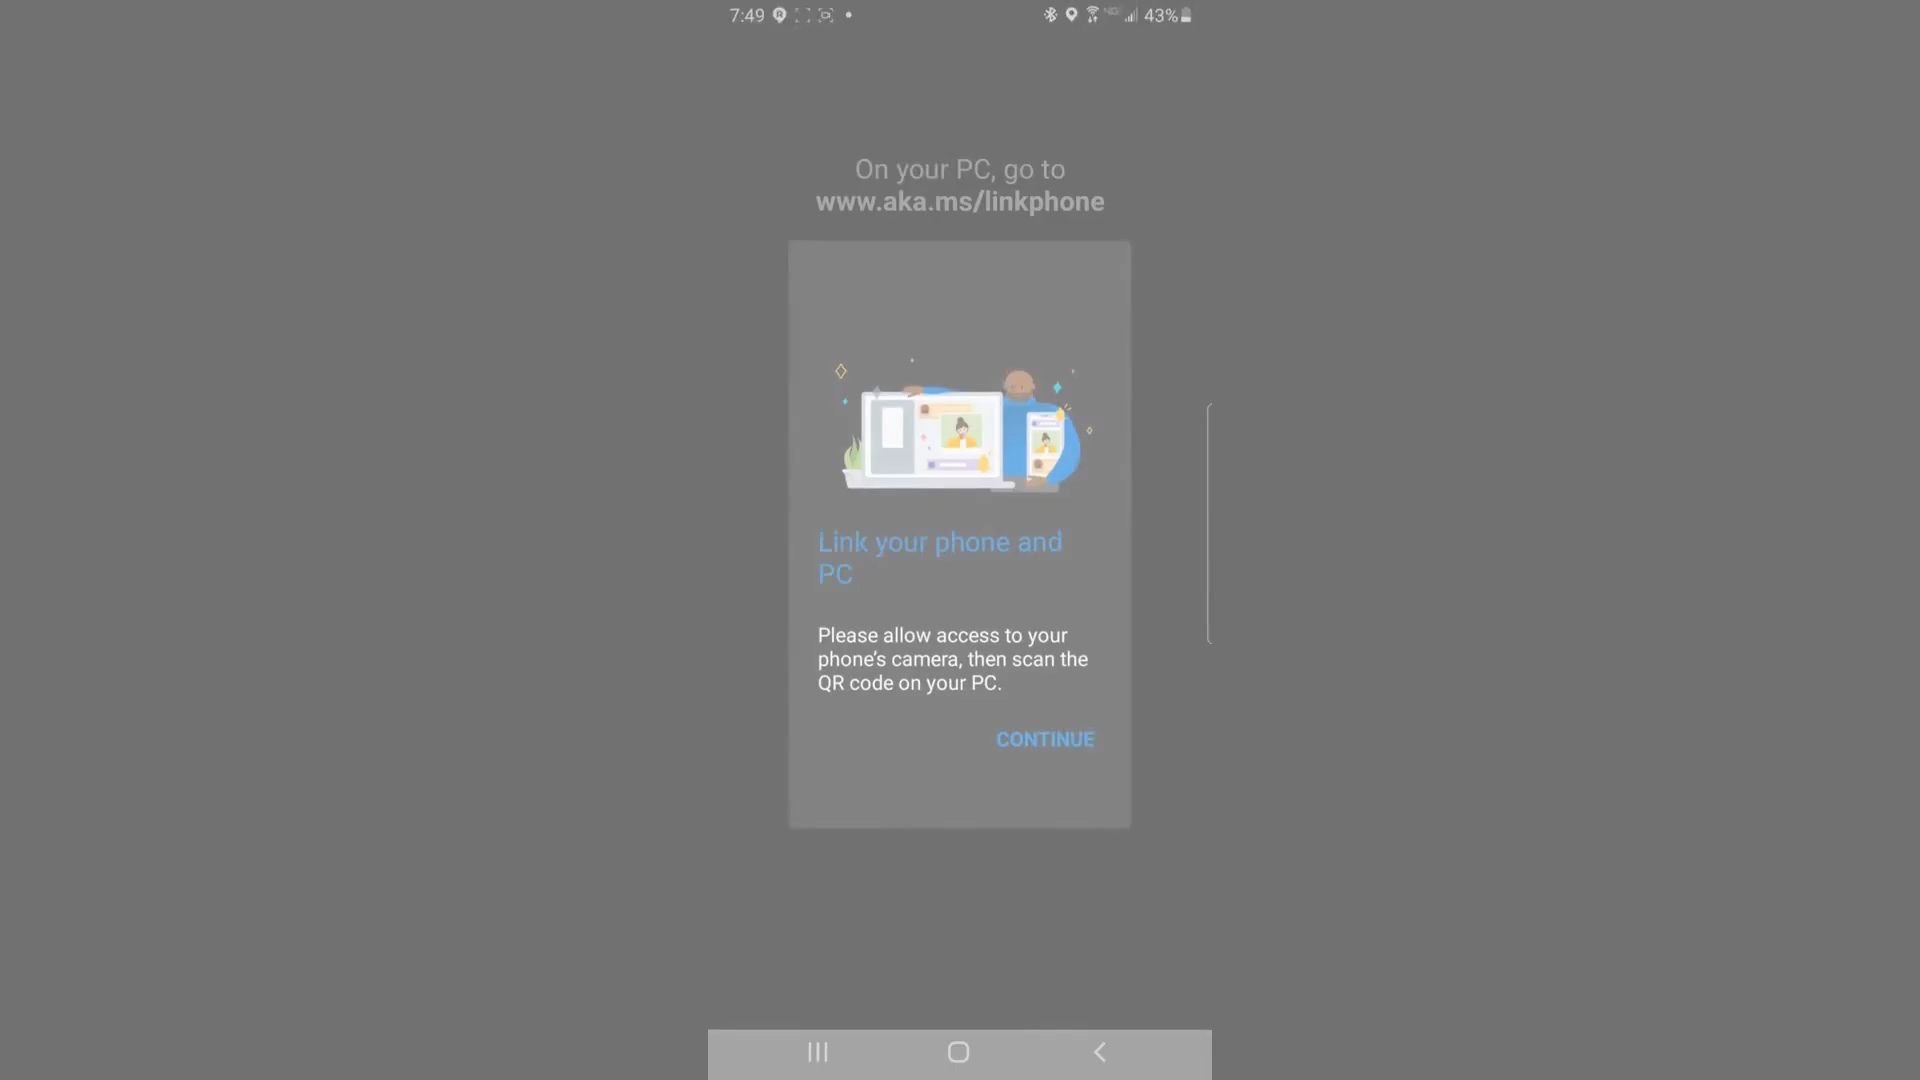 7:49
43%
On your PC, go to
www.aka.ms/linkphone
Link your phone and
PC
Please allow access to your
phone’s camera, then scan the
QR code on your PC.
CONTINUE